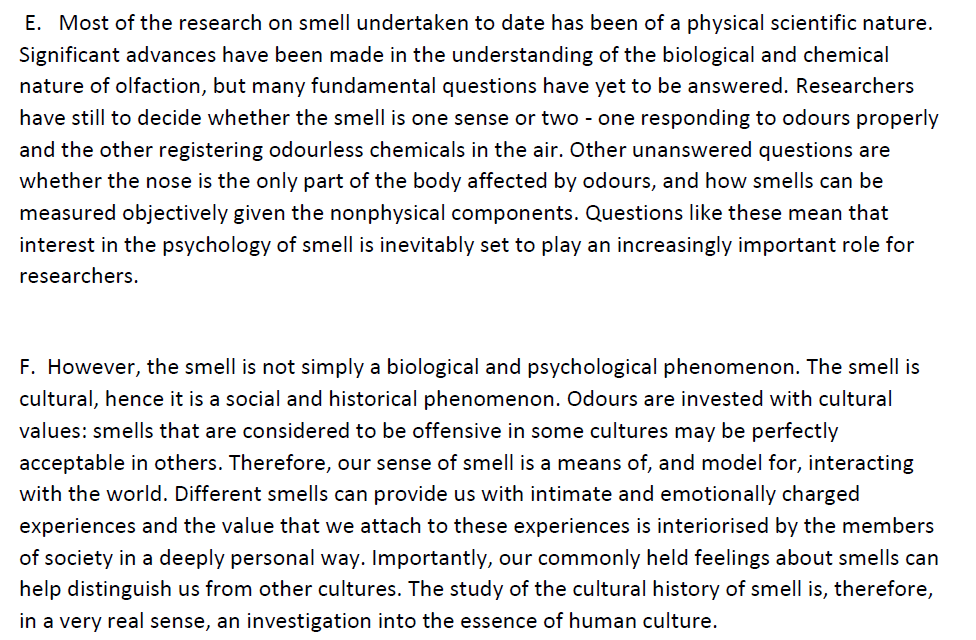 E. Most of the research on smell undertaken to date has been of a physical scientific nature.
Significant advances have been made in the understanding of the biological and chemical
nature of olfaction, but many fundamental questions have yet to be answered. Researchers
have still to decide whether the smell is one sense or two - one responding to odours properly
and the other registering odourless chemicals in the air. Other unanswered questions are
whether the nose is the only part of the body affected by odours, and how smells can be
measured objectively given the nonphysical components. Questions like these mean that
interest in the psychology of smell is inevitably set to play an increasingly important role for
researchers.
F. However, the smell is not simply a biological and psychological phenomenon. The smell is
cultural, hence it is a social and historical phenomenon. Odours are invested with cultural
values: smells that are considered to be offensive in some cultures may be perfectly
acceptable in others. Therefore, our sense of smell is a means of, and model for, interacting
with the world. Different smells can provide us with intimate and emotionally charged
experiences and the value that we attach to these experiences is interiorised by the members
of society in a deeply personal way. Importantly, our commonly held feelings about smells can
help distinguish us from other cultures. The study of the cultural history of smell is, therefore,
in a very real sense, an investigation into the essence of human culture.